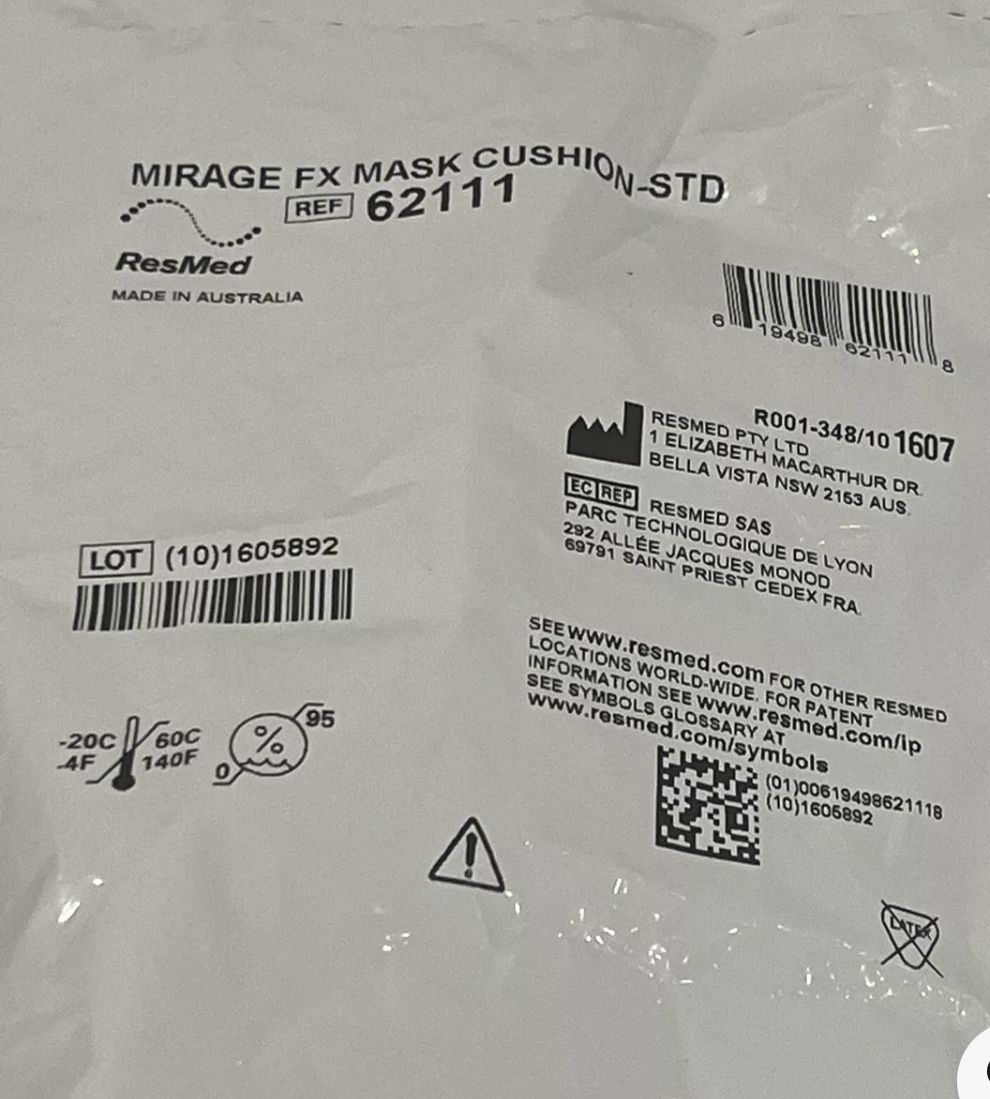 MIRAGE FX MASK CUSHION-STD
REF 62111
ResMed
MADE IN AUSTRALIA
6 19498 62111 8
R001-348/10 1607
RESMED PTY LTD
1 ELIZABETH MACARTHUR DR.
BELLA VISTA NSW 2153 AUS.
EC REP RESMED SAS
PARC TECHNOLOGIQUE DE LYON
292 ALLÉE JACQUES MONOD
69791 SAINT PRIEST CEDEX FRA.
LOT (10)1605892
SEE www.resmed.com FOR OTHER RESMED
LOCATIONS WORLD-WIDE. FOR PATENT
INFORMATION SEE www.resmed.com/ip
SEE SYMBOLS GLOSSARY AT
www.resmed.com/symbols
-20C 60C
-4F 140F
% 95
0
(01)00619498621118
(10)1605892
LATEX